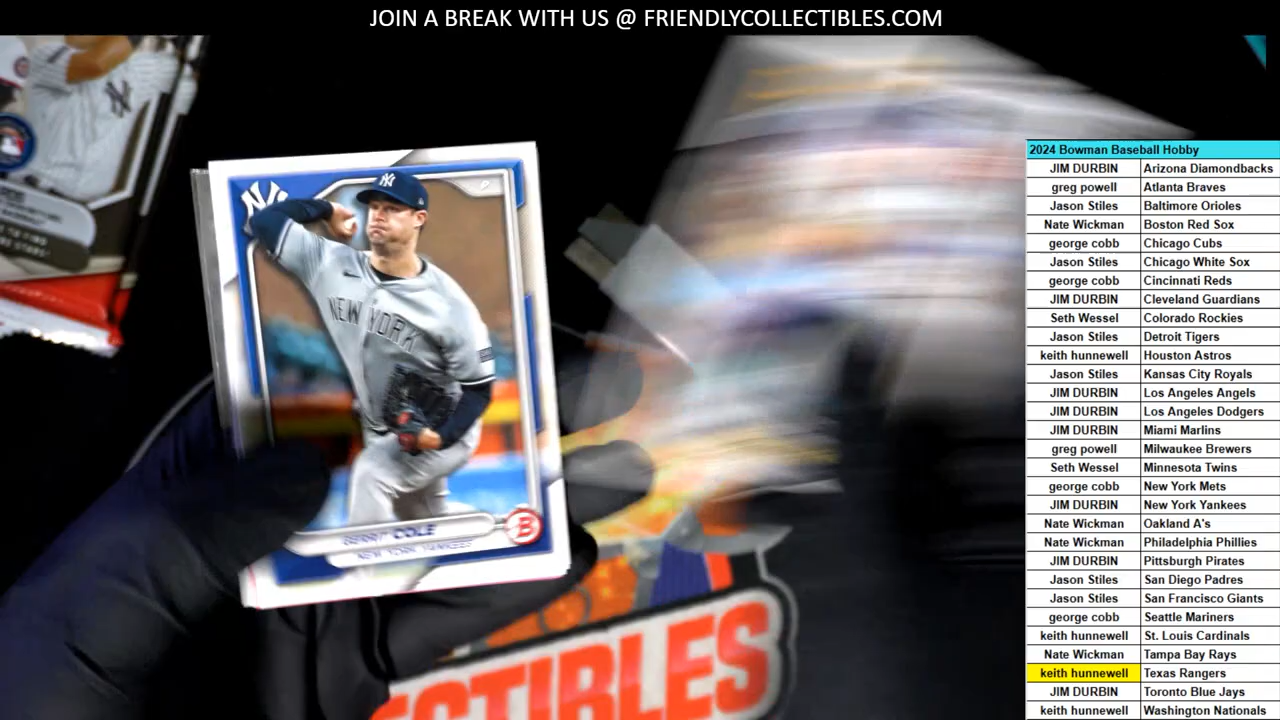 JOIN A BREAK WITH US @ FRIENDLYCOLLECTIBLES.COM
NEW YORK
P
COLE
NEW YORK YANKEES
B
ECTIBLES
2024 Bowman Baseball Hobby
JIM DURBIN Arizona Diamondbacks
greg powell Atlanta Braves
Jason Stiles Baltimore Orioles
Nate Wickman Boston Red Sox
george cobb Chicago Cubs
Jason Stiles Chicago White Sox
george cobb Cincinnati Reds
JIM DURBIN Cleveland Guardians
Seth Wessel Colorado Rockies
Jason Stiles Detroit Tigers
keith hunnewell Houston Astros
Jason Stiles Kansas City Royals
JIM DURBIN Los Angeles Angels
JIM DURBIN Los Angeles Dodgers
JIM DURBIN Miami Marlins
greg powell Milwaukee Brewers
Seth Wessel Minnesota Twins
george cobb New York Mets
JIM DURBIN New York Yankees
Nate Wickman Oakland A's
Nate Wickman Philadelphia Phillies
JIM DURBIN Pittsburgh Pirates
Jason Stiles San Diego Padres
Jason Stiles San Francisco Giants
george cobb Seattle Mariners
keith hunnewell St. Louis Cardinals
Nate Wickman Tampa Bay Rays
keith hunnewell Texas Rangers
JIM DURBIN Toronto Blue Jays
keith hunnewell Washington Nationals